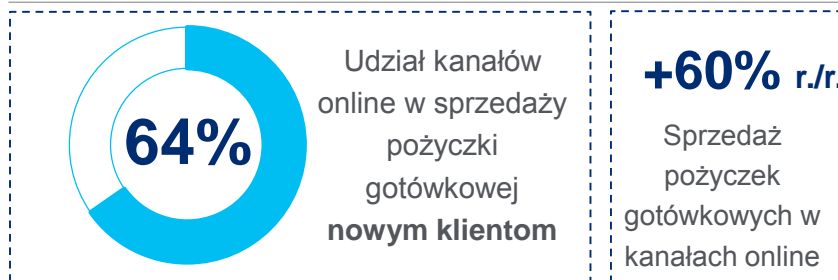 64%
Udział kanałów
online w sprzedaży
pożyczki
gotówkowej
nowym klientom
+60% r./r.
Sprzedaż
pożyczek
gotówkowych w
kanałach online